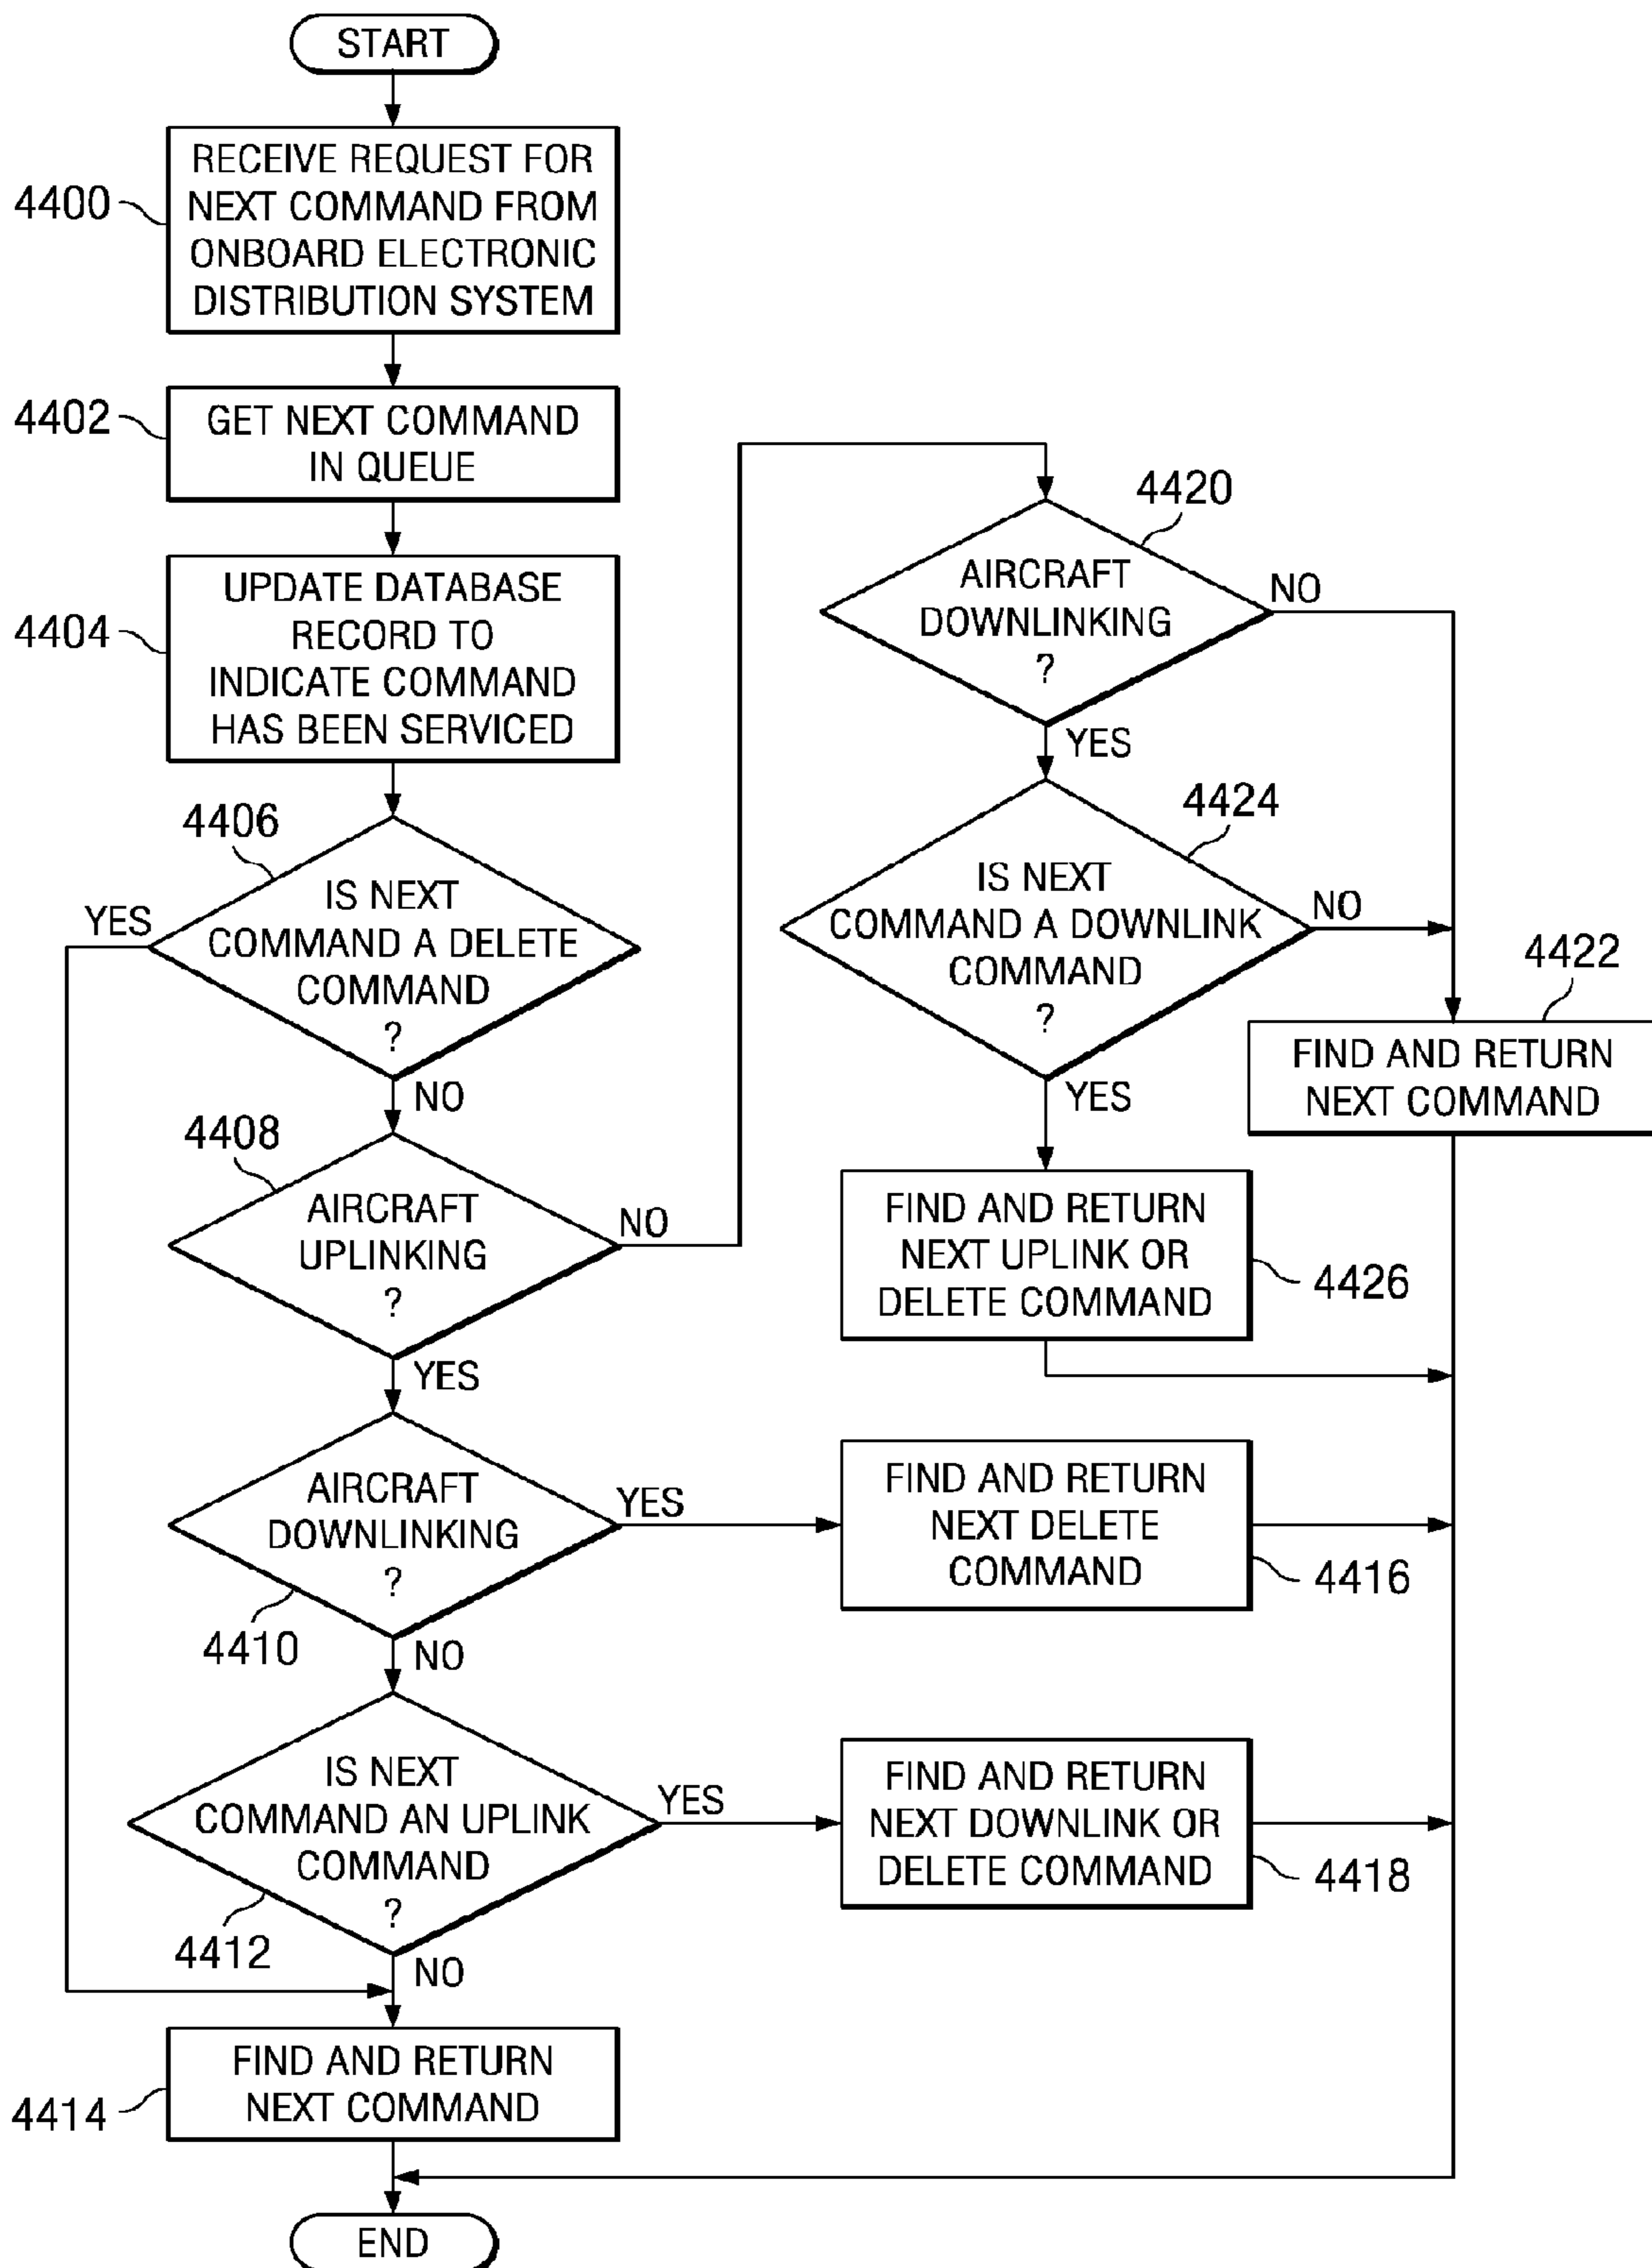 START
4400
RECEIVE REQUEST FOR
NEXT COMMAND FROM
ONBOARD ELECTRONIC
DISTRIBUTION SYSTEM
4402
GET NEXT COMMAND
IN QUEUE
4404
UPDATE DATABASE
RECORD TO
INDICATE COMMAND
HAS BEEN SERVICED
4406
IS NEXT
COMMAND A DELETE
COMMAND
?
YES
NO
4408
AIRCRAFT
UPLINKING
?
NO
YES
AIRCRAFT
DOWNLINKING
?
4410
YES
NO
IS NEXT
COMMAND AN UPLINK
COMMAND
?
4412
YES
NO
FIND AND RETURN
NEXT COMMAND
4414
END
4420
AIRCRAFT
DOWNLINKING
?
NO
YES
4424
IS NEXT
COMMAND A DOWNLINK
COMMAND
?
NO
YES
4422
FIND AND RETURN
NEXT COMMAND
FIND AND RETURN
NEXT UPLINK OR
DELETE COMMAND
4426
FIND AND RETURN
NEXT DELETE
COMMAND
4416
FIND AND RETURN
NEXT DOWNLINK OR
DELETE COMMAND
4418